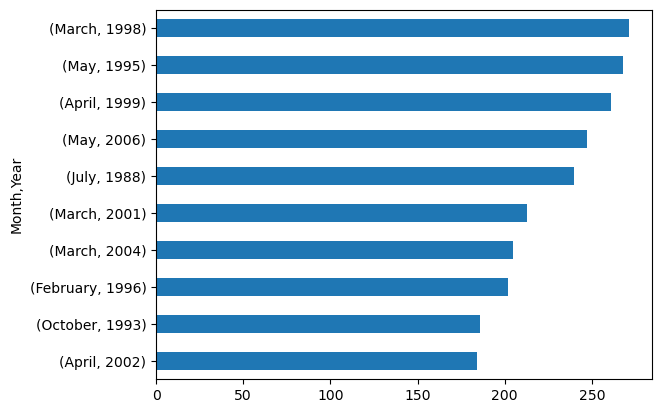 (March, 1998)
(May, 1995)
(April, 1999)
(May, 2006)
(July, 1988)
(March, 2001)
(March, 2004)
(February, 1996)
(October, 1993)
(April, 2002)
Month,Year
0 50 100 150 200 250